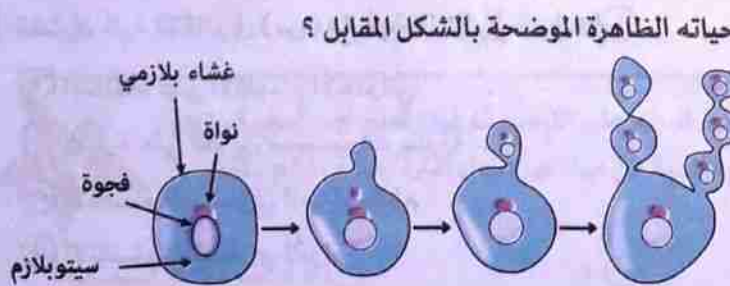 حياته الظاهرة الموضحة بالشكل المقابل ؟
غشاء بلازمي
نواة
فجوة
سيتوبلازم